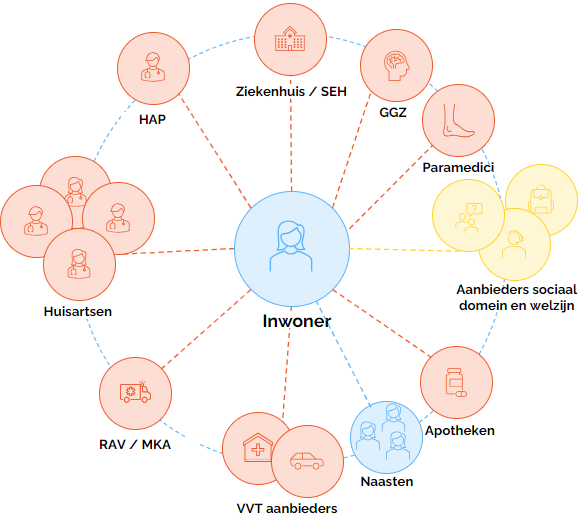 Ziekenhuis / SEH
HAP
GGZ
Paramedici
?
Aanbieders sociaal
domein en welzijn
Huisartsen
Inwoner
Apotheken
RAV / MKA
Naasten
VVT aanbieders